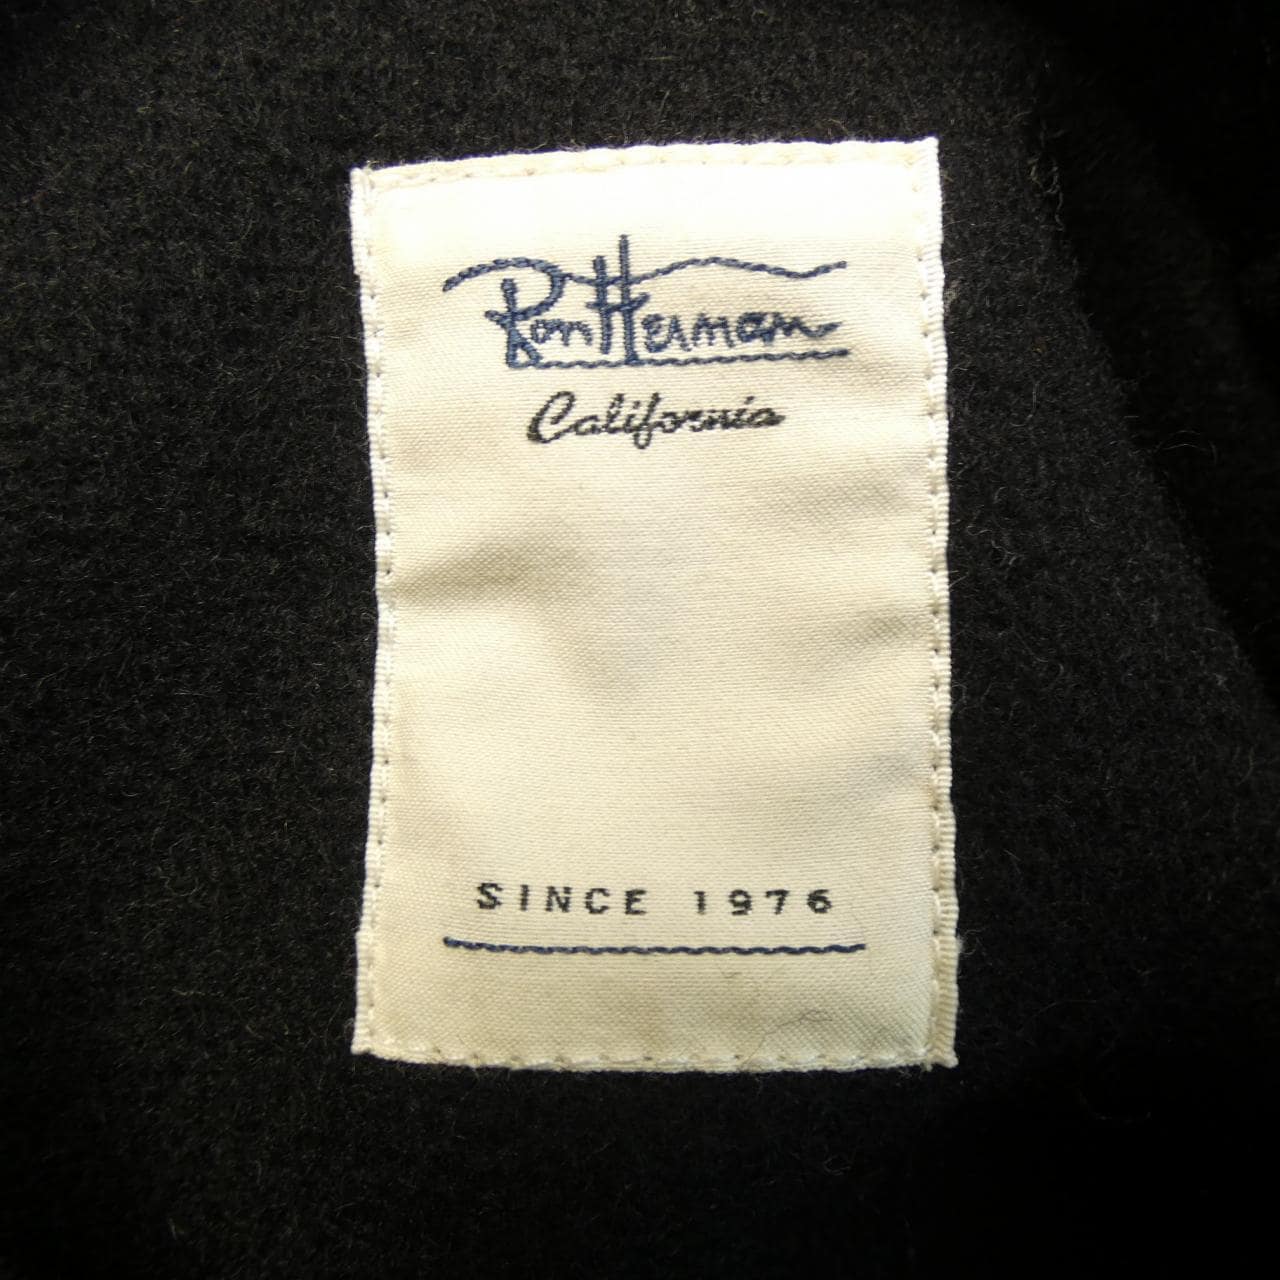 Ron Herman
California
SINCE 1976